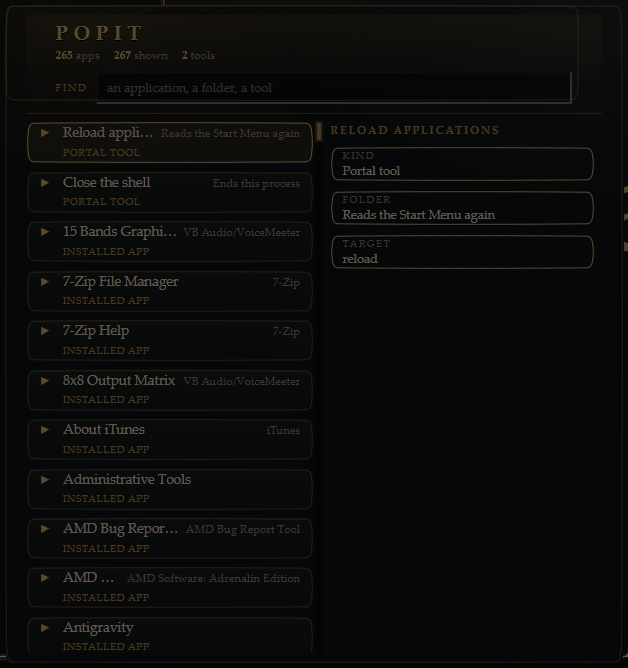 POPIT
265 apps 267 shown 2 tools
FIND an application, a folder, a tool
Reload appli... Reads the Start Menu again
PORTAL TOOL
Close the shell Ends this process
PORTAL TOOL
15 Bands Graphi... VB Audio/VoiceMeeter
INSTALLED APP
7-Zip File Manager 7-Zip
INSTALLED APP
7-Zip Help 7-Zip
INSTALLED APP
8x8 Output Matrix VB Audio/VoiceMeeter
INSTALLED APP
About iTunes iTunes
INSTALLED APP
Administrative Tools
INSTALLED APP
AMD Bug Repor... AMD Bug Report Tool
INSTALLED APP
AMD ... AMD Software: Adrenalin Edition
INSTALLED APP
Antigravity
INSTALLED APP
RELOAD APPLICATIONS
KIND
Portal tool
FOLDER
Reads the Start Menu again
TARGET
reload